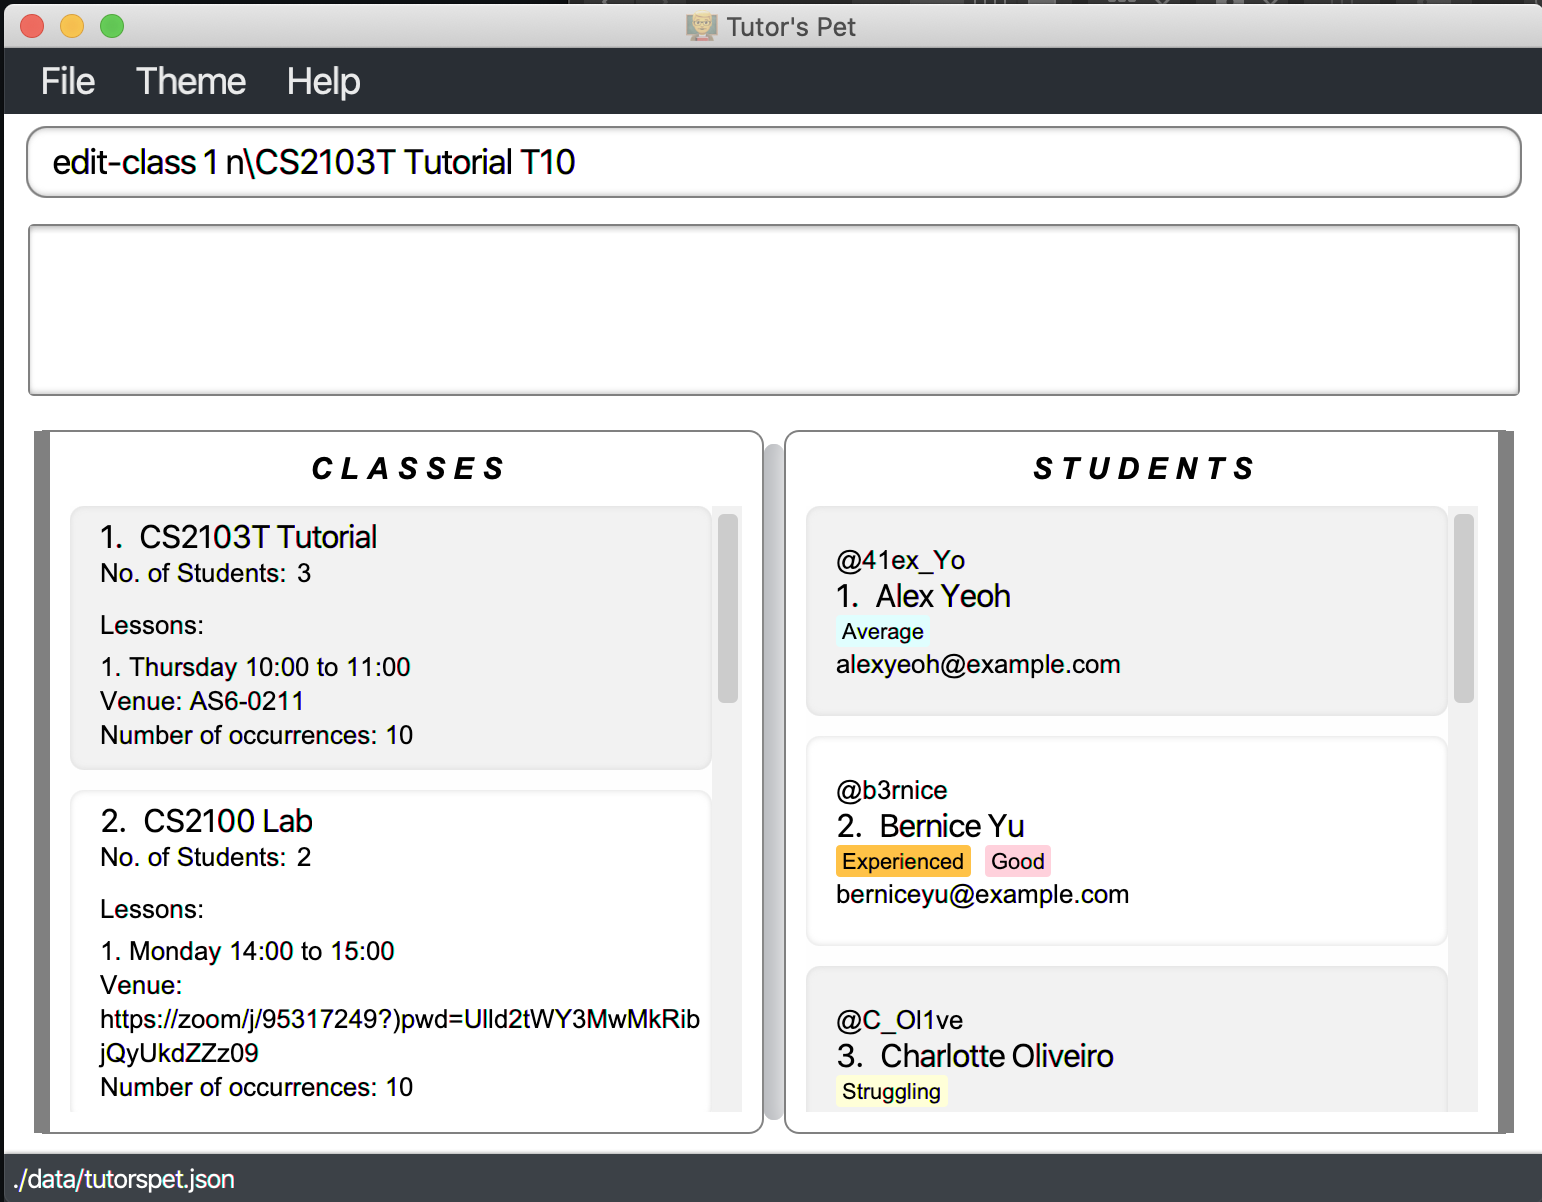 Tutor's Pet
File Theme Help
edit-class 1 n\CS2103T Tutorial T10
CLASSES
1. CS2103T Tutorial
No. of Students: 3
Lessons:
1. Thursday 10:00 to 11:00
Venue: AS6-0211
Number of occurrences: 10
2. CS2100 Lab
No. of Students: 2
Lessons:
1. Monday 14:00 to 15:00
Venue:
https://zoom/j/95317249?)pwd=Ulld2tWY3MwMkRib
jQyUkdZZz09
Number of occurrences: 10
STUDENTS
@41ex_Yo
1. Alex Yeoh
Average
alexyeoh@example.com
@b3rnice
2. Bernice Yu
Experienced Good
berniceyu@example.com
@C_Ol1ve
3. Charlotte Oliveiro
Struggling
./data/tutorspet.json